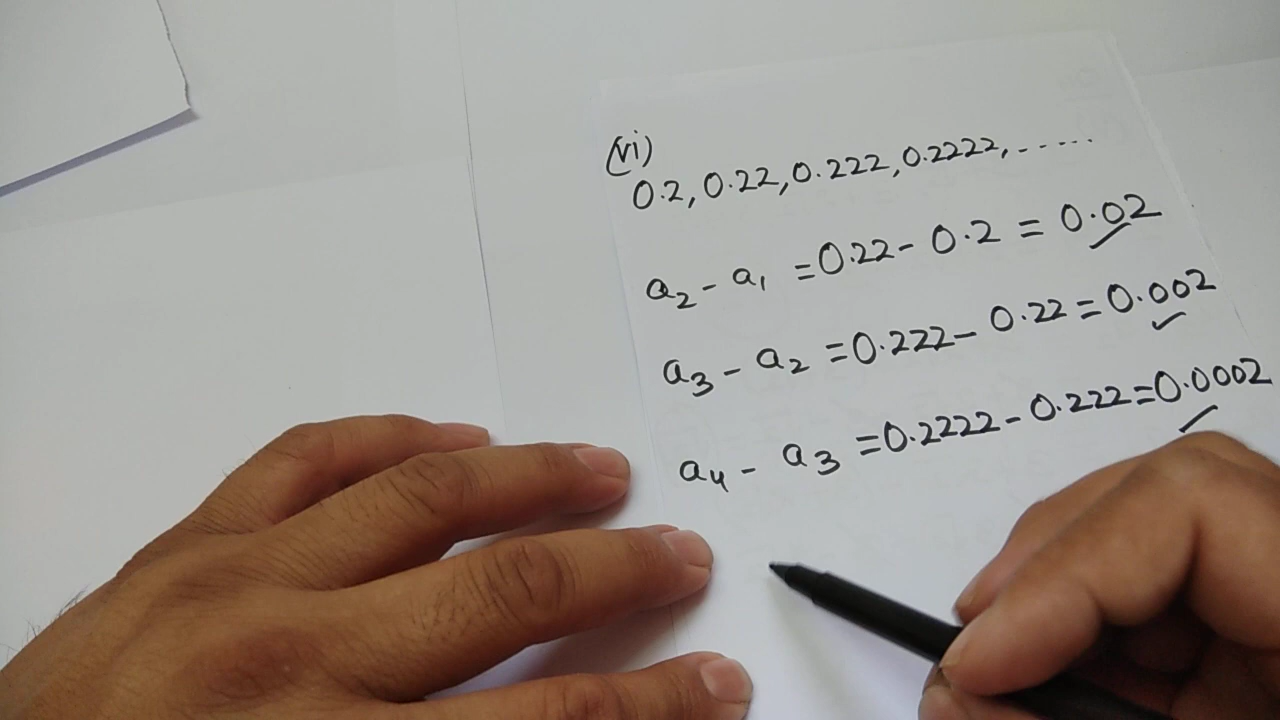 (vi)
0.2, 0.22, 0.222, 0.2222, ......
a₂ - a₁ = 0.22 - 0.2 = 0.02
a₃ - a₂ = 0.222 - 0.22 = 0.002
a₄ - a₃ = 0.2222 - 0.222 = 0.0002